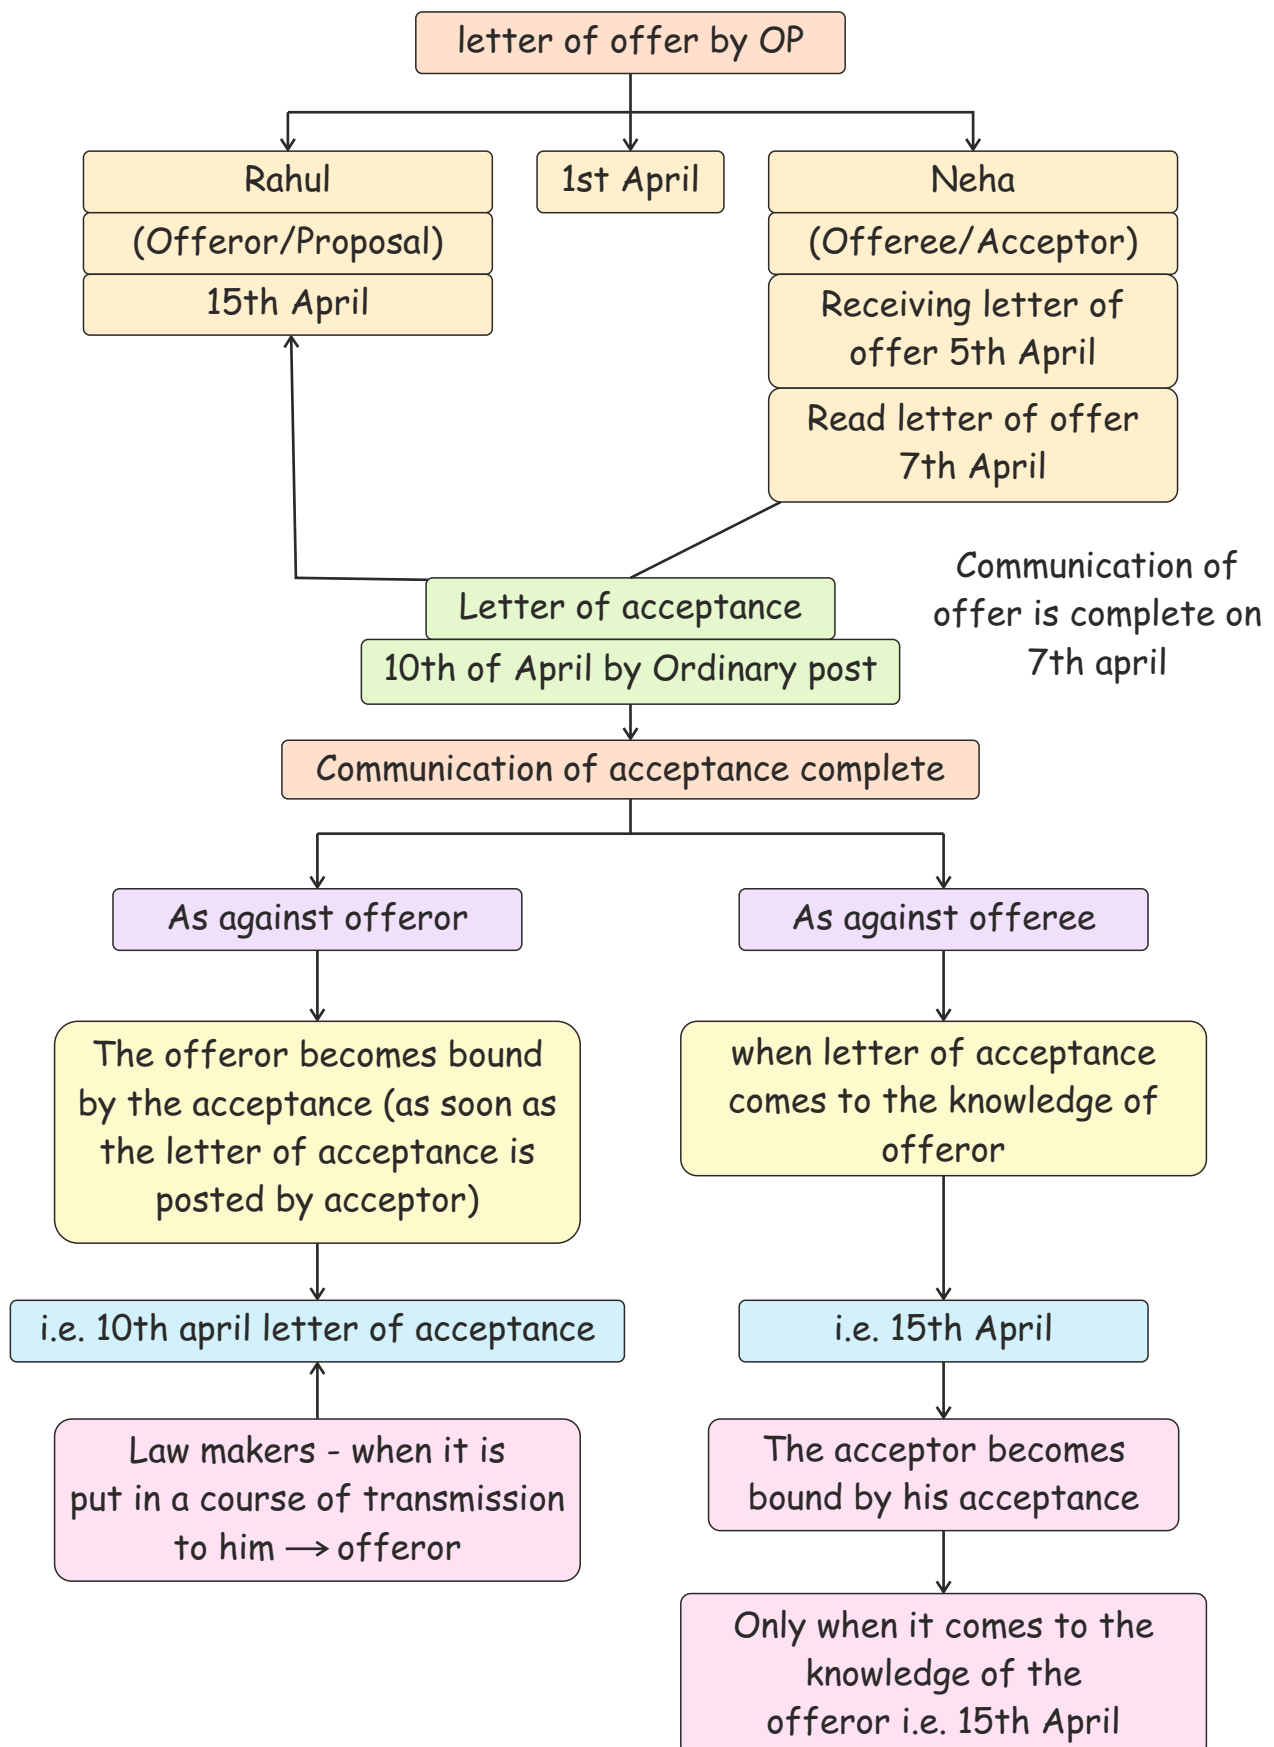 letter of offer by OP
Rahul
(Offeror/Proposal)
15th April
1st April
Neha
(Offeree/Acceptor)
Receiving letter of
offer 5th April
Read letter of offer
7th April
Communication of
offer is complete on
7th april
Letter of acceptance
10th of April by Ordinary post
Communication of acceptance complete
As against offeror
The offeror becomes bound
by the acceptance (as soon as
the letter of acceptance is
posted by acceptor)
i.e. 10th april letter of acceptance
Law makers - when it is
put in a course of transmission
to him → offeror
As against offeree
when letter of acceptance
comes to the knowledge of
offeror
i.e. 15th April
The acceptor becomes
bound by his acceptance
Only when it comes to the
knowledge of the
offeror i.e. 15th April